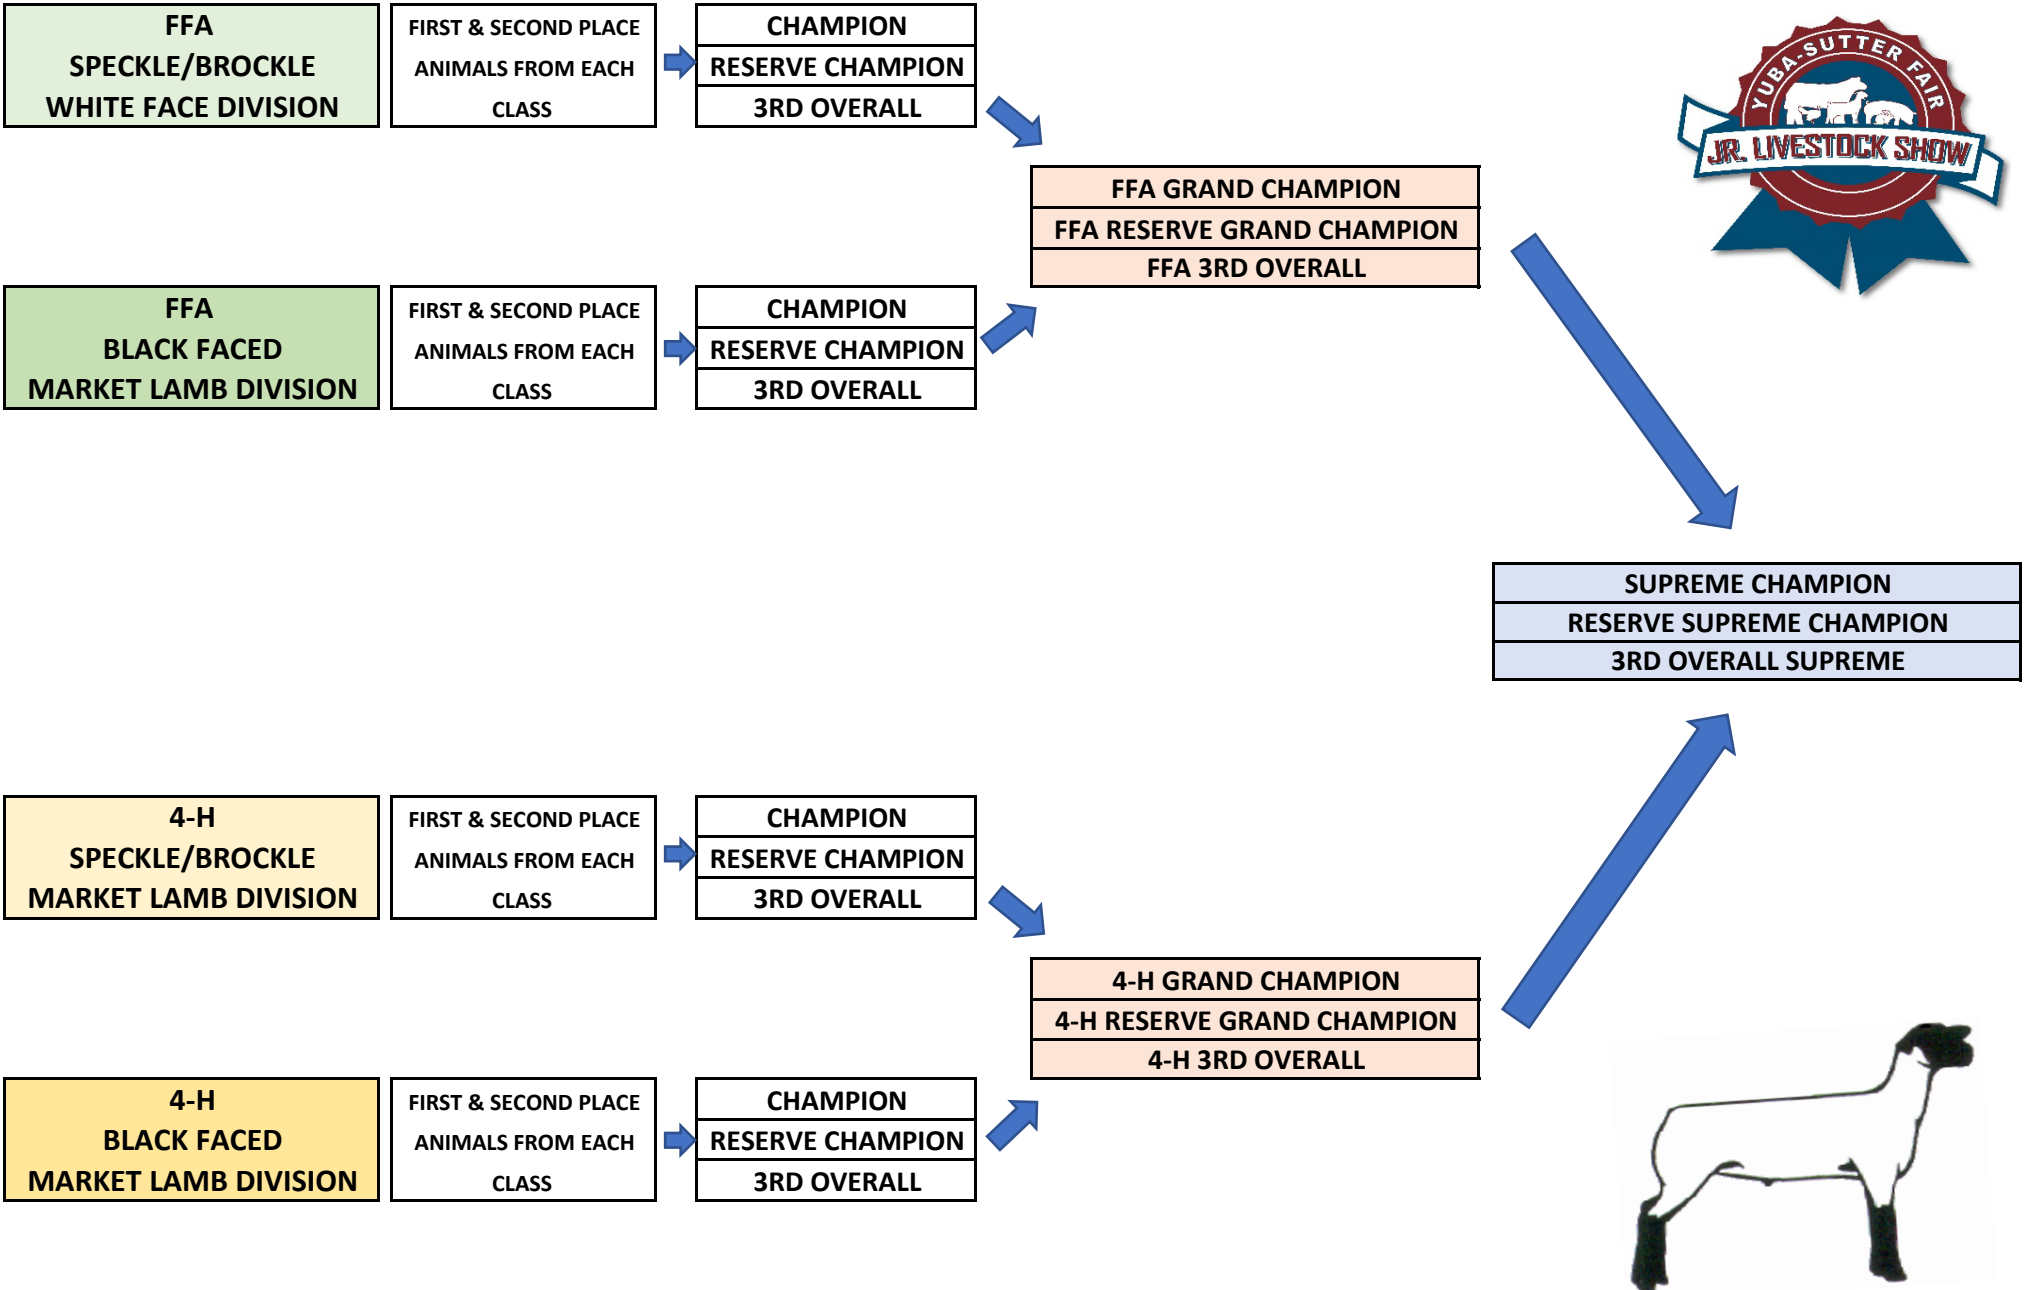 FFA
SPECKLE/BROCKLE
WHITE FACE DIVISION
FIRST & SECOND PLACE
ANIMALS FROM EACH
CLASS
CHAMPION
RESERVE CHAMPION
3RD OVERALL
YUBA-SUTTER FAIR
JR. LIVESTOCK SHOW
FFA GRAND CHAMPION
FFA RESERVE GRAND CHAMPION
FFA 3RD OVERALL
FFA
BLACK FACED
MARKET LAMB DIVISION
FIRST & SECOND PLACE
ANIMALS FROM EACH
CLASS
CHAMPION
RESERVE CHAMPION
3RD OVERALL
SUPREME CHAMPION
RESERVE SUPREME CHAMPION
3RD OVERALL SUPREME
4-H
SPECKLE/BROCKLE
MARKET LAMB DIVISION
FIRST & SECOND PLACE
ANIMALS FROM EACH
CLASS
CHAMPION
RESERVE CHAMPION
3RD OVERALL
4-H GRAND CHAMPION
4-H RESERVE GRAND CHAMPION
4-H 3RD OVERALL
4-H
BLACK FACED
MARKET LAMB DIVISION
FIRST & SECOND PLACE
ANIMALS FROM EACH
CLASS
CHAMPION
RESERVE CHAMPION
3RD OVERALL